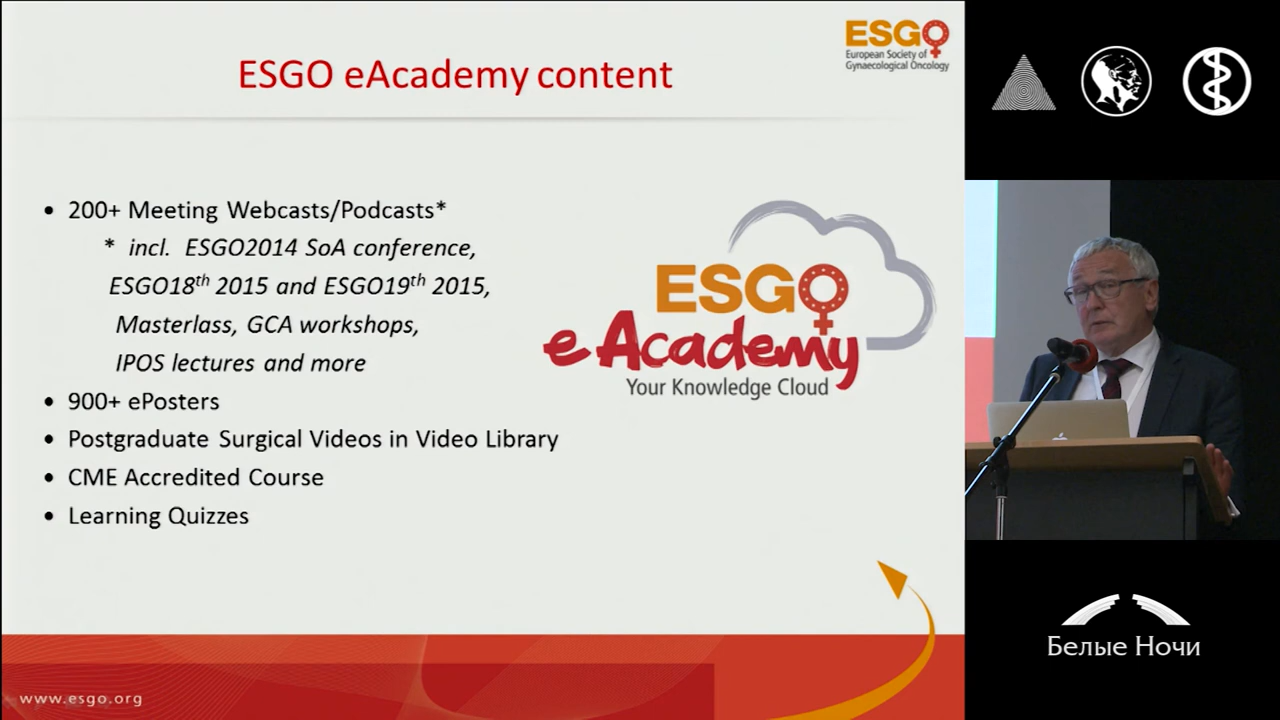 ESGO eAcademy content
ESGO
European Society of
Gynaecological Oncology
• 200+ Meeting Webcasts/Podcasts*
* incl. ESGO2014 SoA conference,
ESGO18th 2015 and ESGO19th 2015,
Masterlass, GCA workshops,
IPOS lectures and more
• 900+ ePosters
• Postgraduate Surgical Videos in Video Library
• CME Accredited Course
• Learning Quizzes
ESGO
eAcademy
Your Knowledge Cloud
www.esgo.org
Белые Ночи